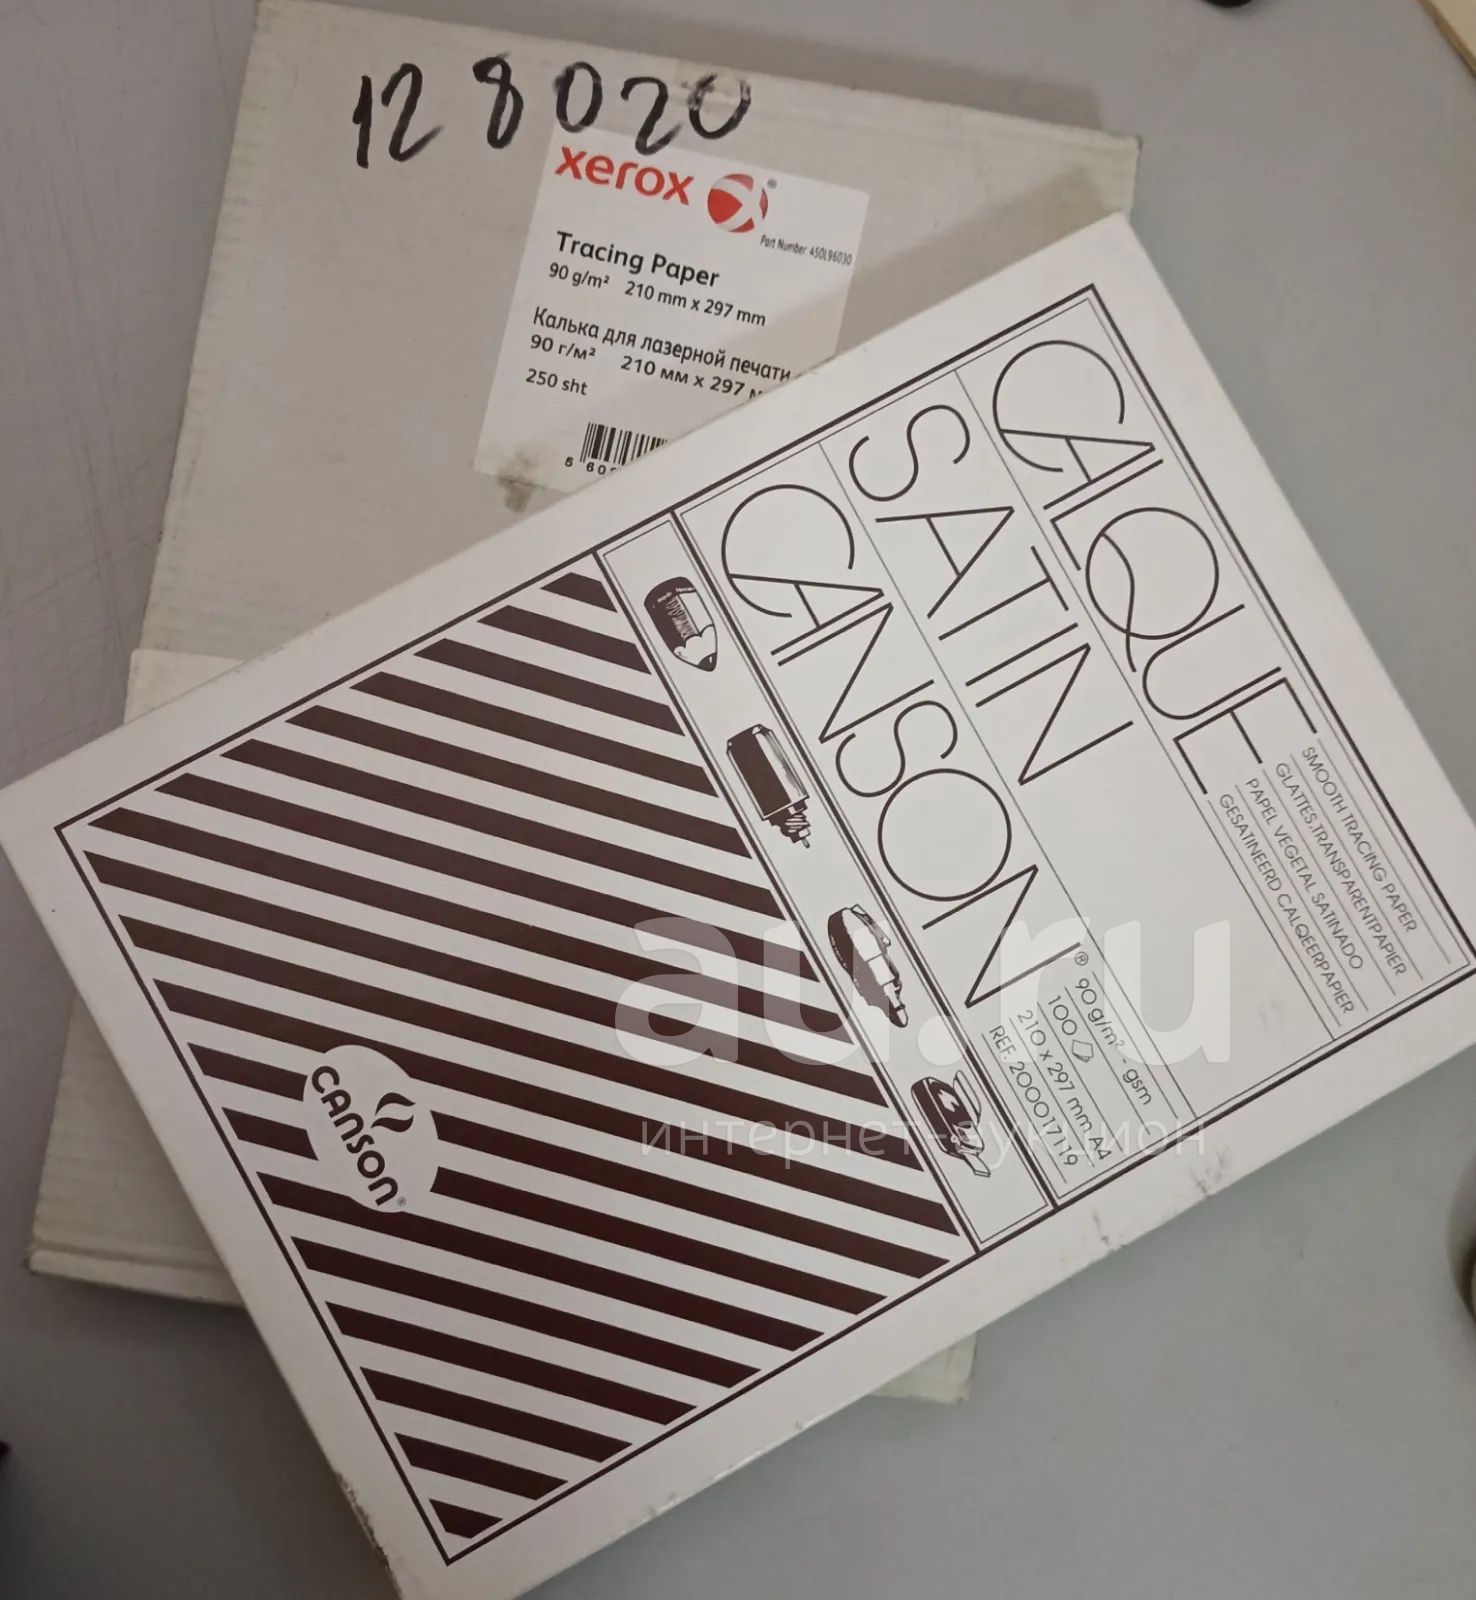 128020
xerox ®
Part Number 450L96030
Tracing Paper
90 g/m² 210 mm x 297 mm
Калька для лазерной печати
90 г/м² 210 мм x 297
250 sht
CALQUE
SATIN
CANSON ®
SMOOTH TRACING PAPER
GLATTES TRANSPARENTPAPIER
PAPEL VEGETAL SATINADO
GESATINEERD CALQEERPAPIER
90 g/m² - gsm
100
210 x 297 mm A4
REF. 200017119
CANSON ®
au.ru
интернет-аукцион